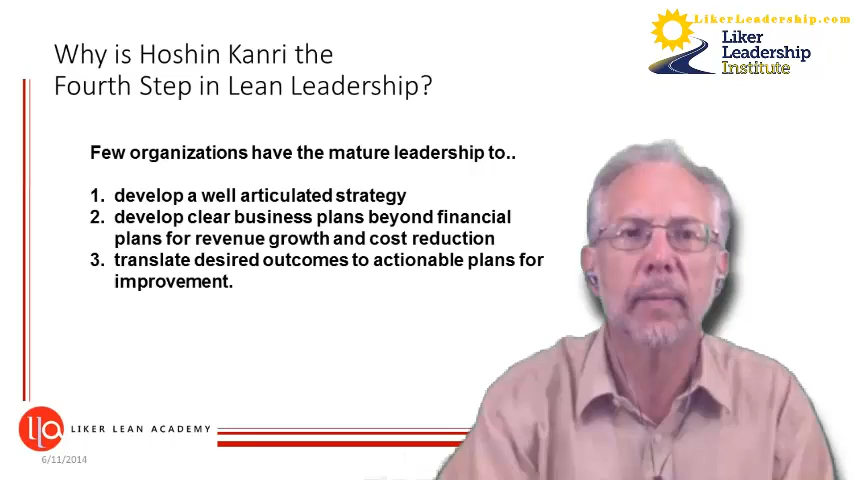 LikerLeadership.com
Liker
Leadership
Institute
Why is Hoshin Kanri the
Fourth Step in Lean Leadership?
Few organizations have the mature leadership to..
1. develop a well articulated strategy
2. develop clear business plans beyond financial
plans for revenue growth and cost reduction
3. translate desired outcomes to actionable plans for
improvement.
lla
LIKER LEAN ACADEMY
6/11/2014